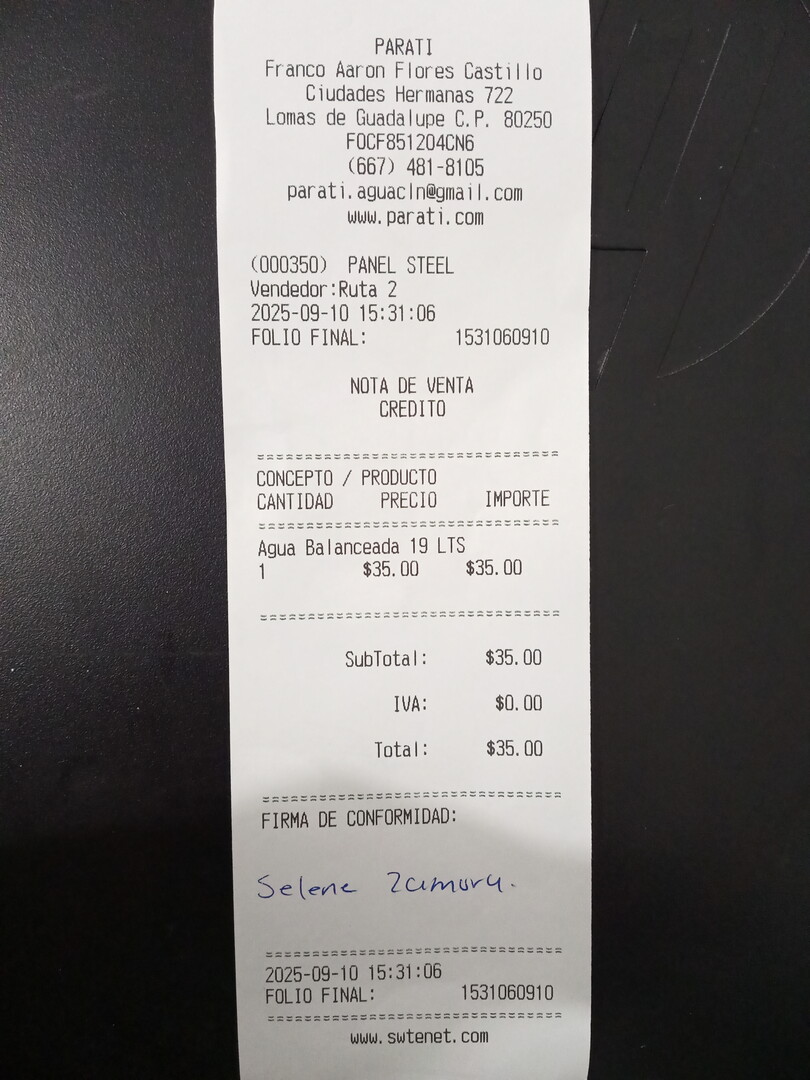 PARATI
Franco Aaron Flores Castillo
Ciudades Hermanas 722
Lomas de Guadalupe C.P. 80250
FOCF851204CN6
(667) 481-8105
parati.aguacln@gmail.com
www.parati.com
(000350) PANEL STEEL
Vendedor:Ruta 2
2025-09-10 15:31:06
FOLIO FINAL: 1531060910
NOTA DE VENTA
CREDITO
================================
CONCEPTO / PRODUCTO
CANTIDAD PRECIO IMPORTE
================================
Agua Balanceada 19 LTS
1 $35.00 $35.00
================================
SubTotal: $35.00
IVA: $0.00
Total: $35.00
================================
FIRMA DE CONFORMIDAD:
Selene Zamora.
================================
2025-09-10 15:31:06
FOLIO FINAL: 1531060910
================================
www.swtenet.com